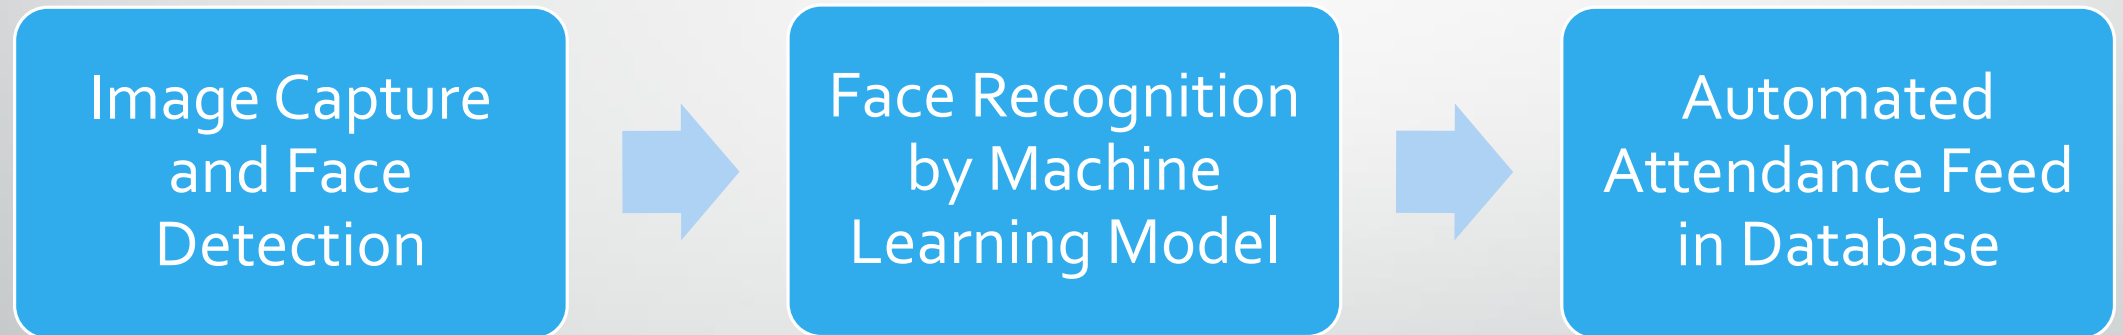 Image Capture
and Face
Detection
Face Recognition
by Machine
Learning Model
Automated
Attendance Feed
in Database